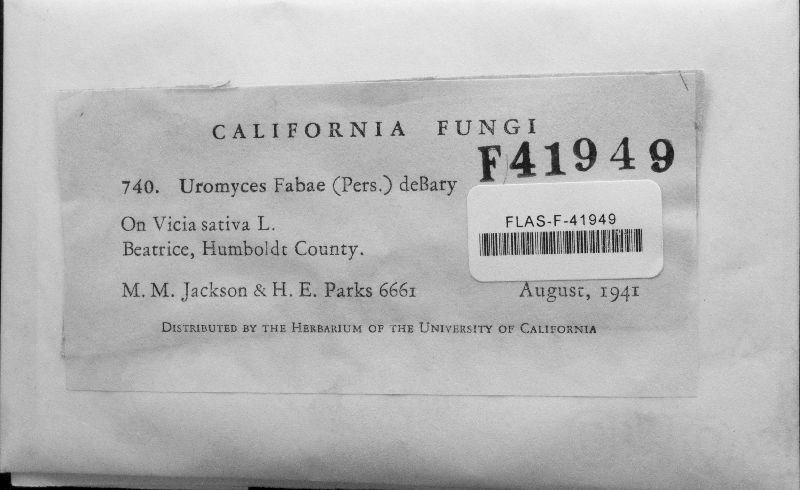 CALIFORNIA FUNGI
F41949
740. Uromyces Fabae (Pers.) deBary
FLAS-F-41949
On Vicia sativa L.
Beatrice, Humboldt County.
M. M. Jackson & H. E. Parks 6661 August, 1941
Distributed by the Herbarium of the University of California